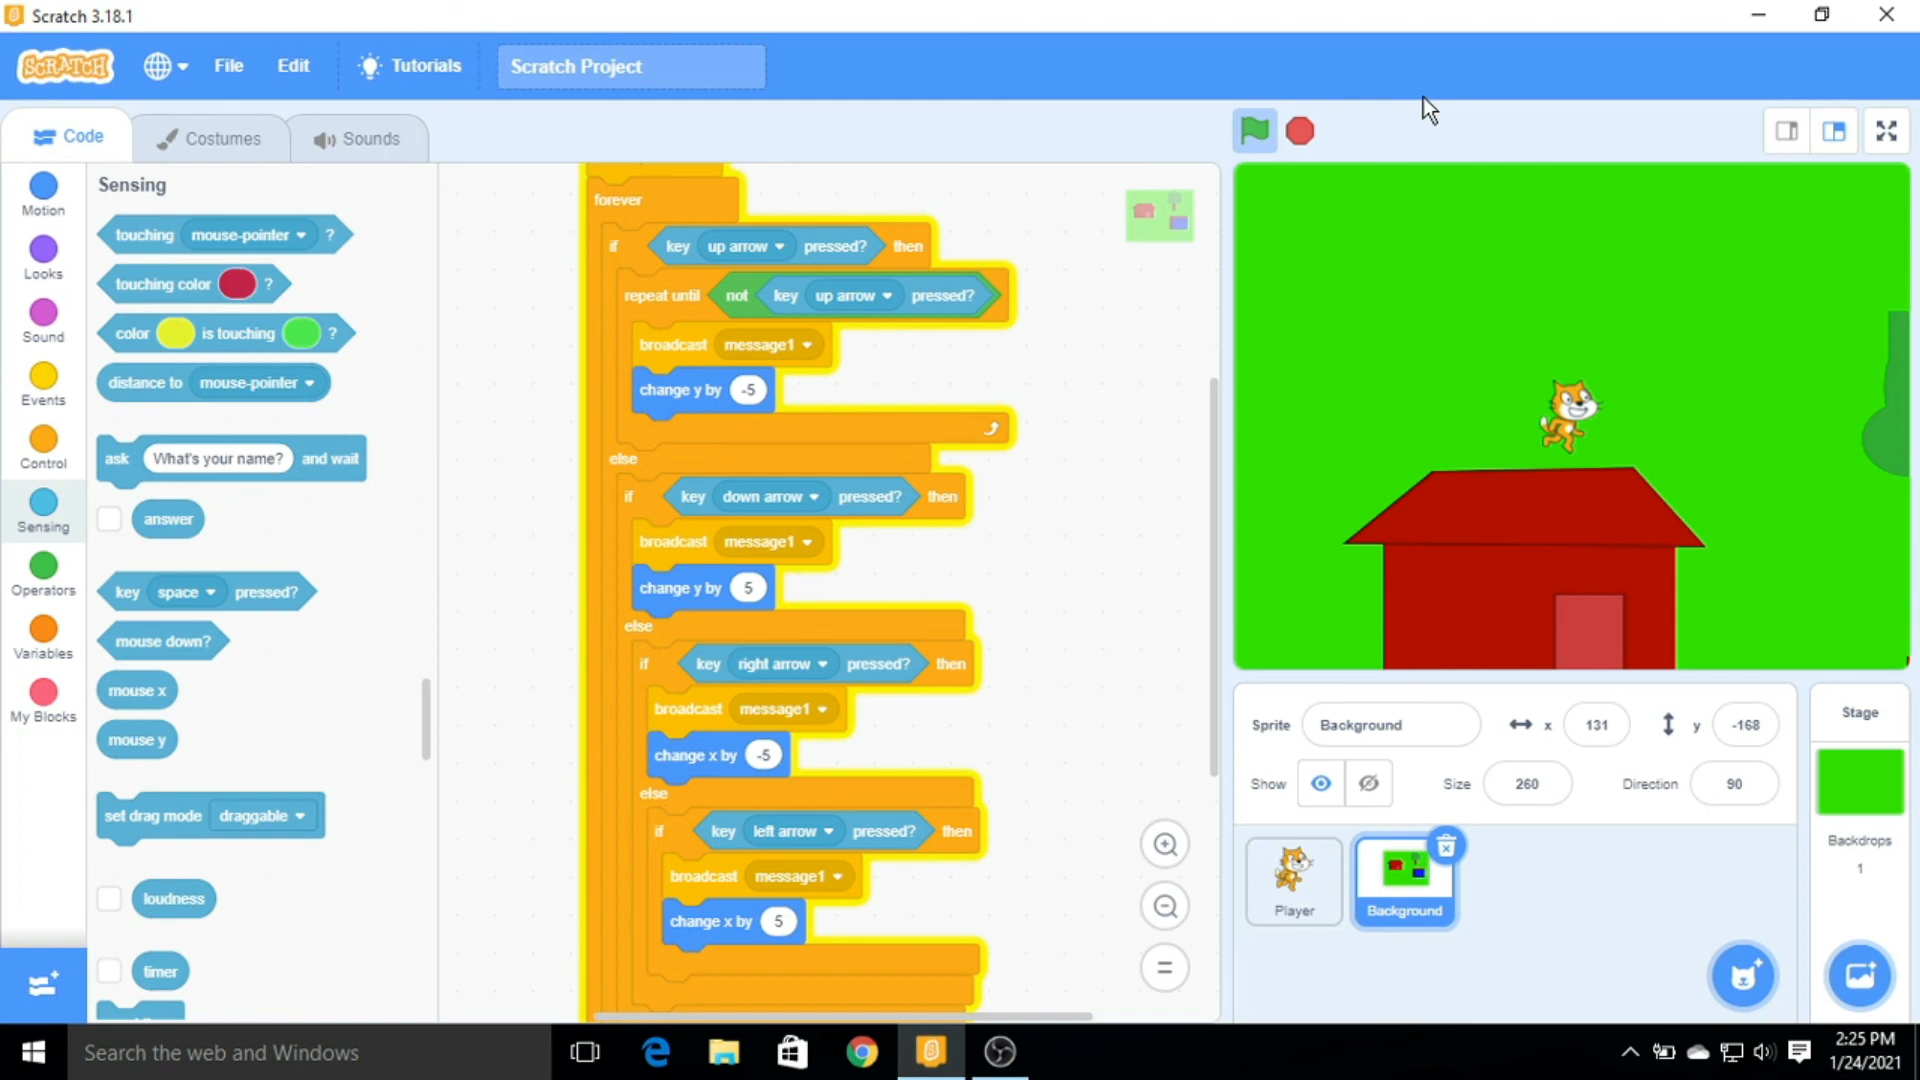 Scratch 3.18.1
SCRATCH
File
Edit
Tutorials
Scratch Project
Code
Costumes
Sounds
Motion
Looks
Sound
Events
Control
Sensing
Operators
Variables
My Blocks
Sensing
touching mouse-pointer ?
touching color ?
color is touching ?
distance to mouse-pointer
ask What's your name? and wait
answer
key space pressed?
mouse down?
mouse x
mouse y
set drag mode draggable
loudness
timer
forever
if key up arrow pressed? then
repeat until not key up arrow pressed?
broadcast message1
change y by -5
else
if key down arrow pressed? then
broadcast message1
change y by 5
else
if key right arrow pressed? then
broadcast message1
change x by -5
else
if key left arrow pressed? then
broadcast message1
change x by 5
Sprite Background x 131 y -168
Show Size 260 Direction 90
Player
Background
Stage
Backdrops
1
Search the web and Windows
2:25 PM
1/24/2021